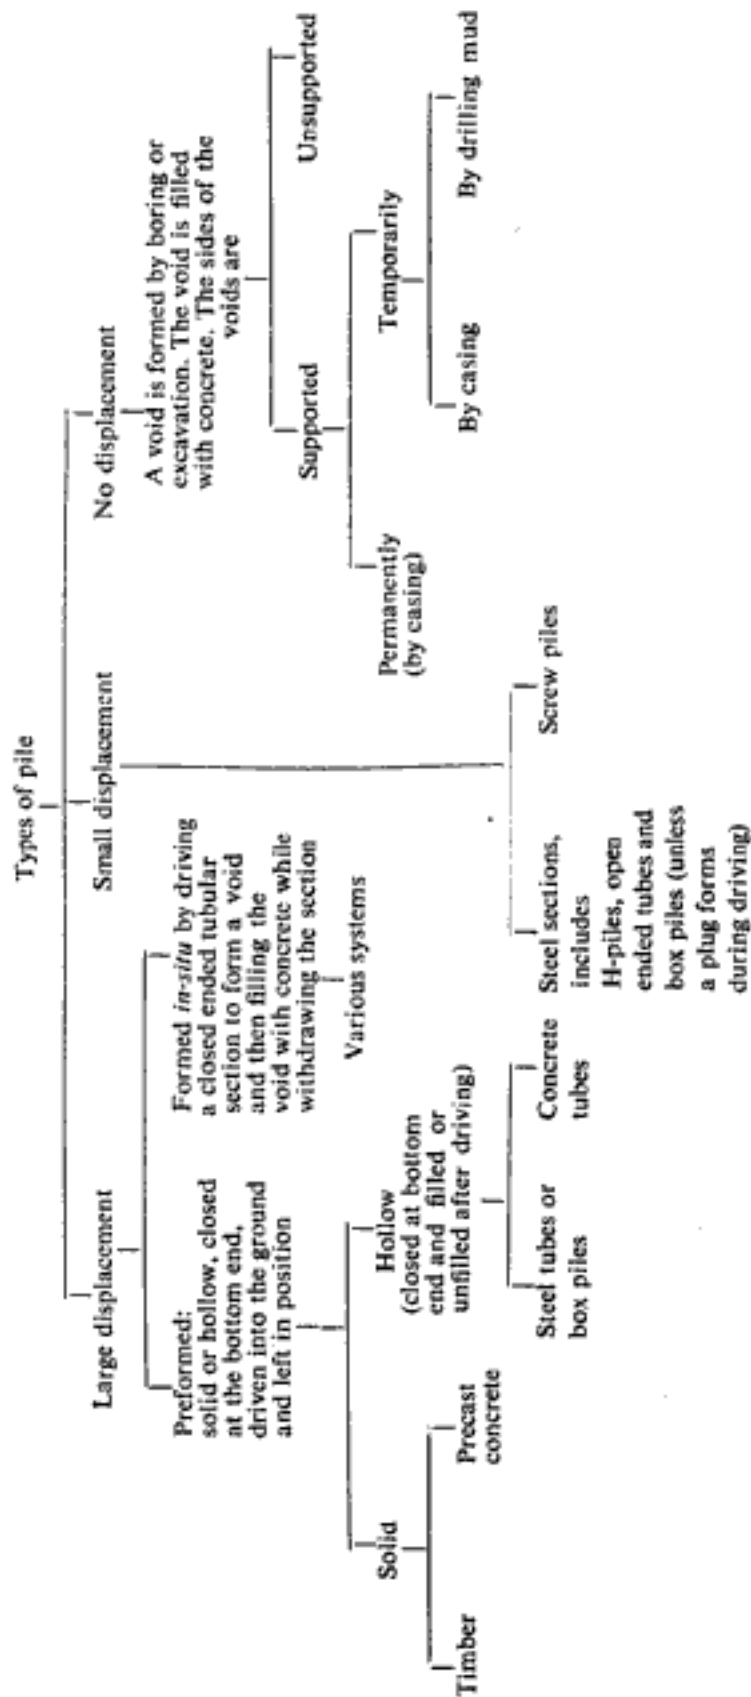 Types of pile
Large displacement
Small displacement
No displacement
Preformed:
solid or hollow, closed
at the bottom end,
driven into the ground
and left in position
Formed in-situ by driving
a closed ended tubular
section to form a void
and then filling the
void with concrete while
withdrawing the section
A void is formed by boring or
excavation. The void is filled
with concrete. The sides of the
voids are
Various systems
Supported
Unsupported
Solid
Hollow
(closed at bottom
end and filled or
unfilled after driving)
Permanently
(by casing)
Temporarily
Timber
Precast
concrete
Steel tubes or
box piles
Concrete
tubes
Steel sections,
includes
H-piles, open
ended tubes and
box piles (unless
a plug forms
during driving)
Screw piles
By casing
By drilling mud